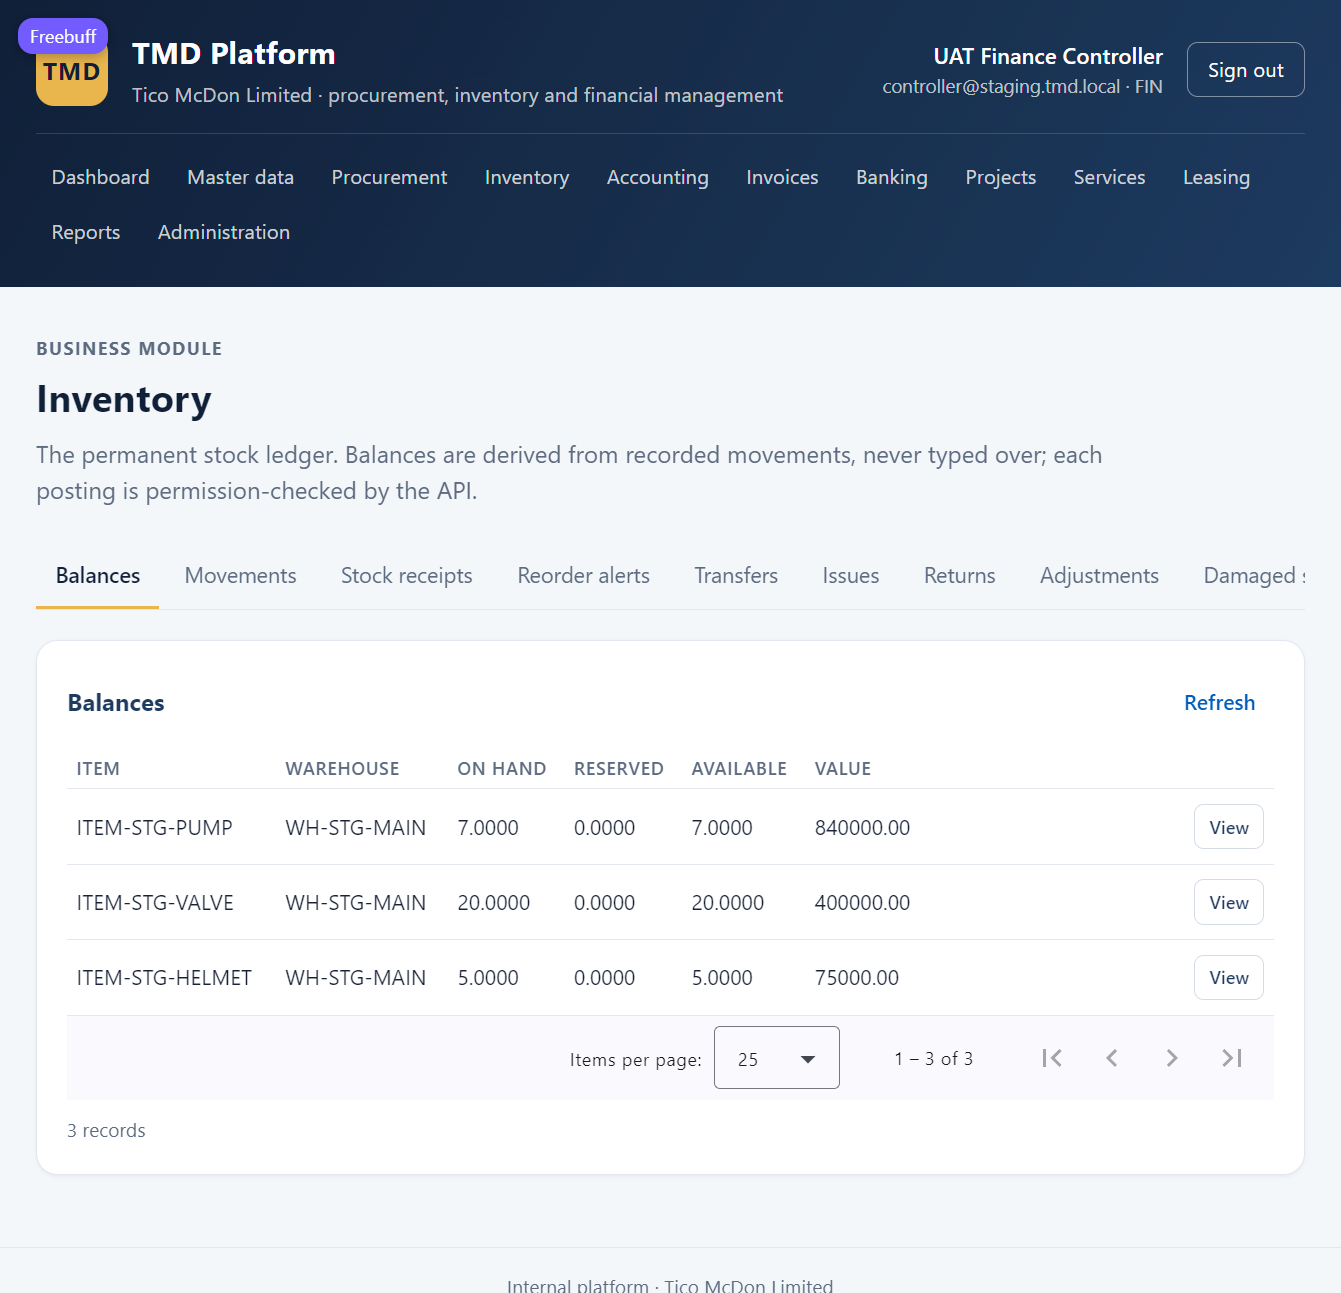 Freebuff
TMD
TMD Platform
Tico McDon Limited · procurement, inventory and financial management
UAT Finance Controller
controller@staging.tmd.local · FIN
Sign out
Dashboard Master data Procurement Inventory Accounting Invoices Banking Projects Services Leasing
Reports Administration
BUSINESS MODULE
Inventory
The permanent stock ledger. Balances are derived from recorded movements, never typed over; each
posting is permission-checked by the API.
Balances Movements Stock receipts Reorder alerts Transfers Issues Returns Adjustments Damaged
Balances Refresh
ITEM WAREHOUSE ON HAND RESERVED AVAILABLE VALUE
ITEM-STG-PUMP WH-STG-MAIN 7.0000 0.0000 7.0000 840000.00 View
ITEM-STG-VALVE WH-STG-MAIN 20.0000 0.0000 20.0000 400000.00 View
ITEM-STG-HELMET WH-STG-MAIN 5.0000 0.0000 5.0000 75000.00 View
Items per page: 25 1 – 3 of 3
3 records
Internal platform · Tico McDon Limited